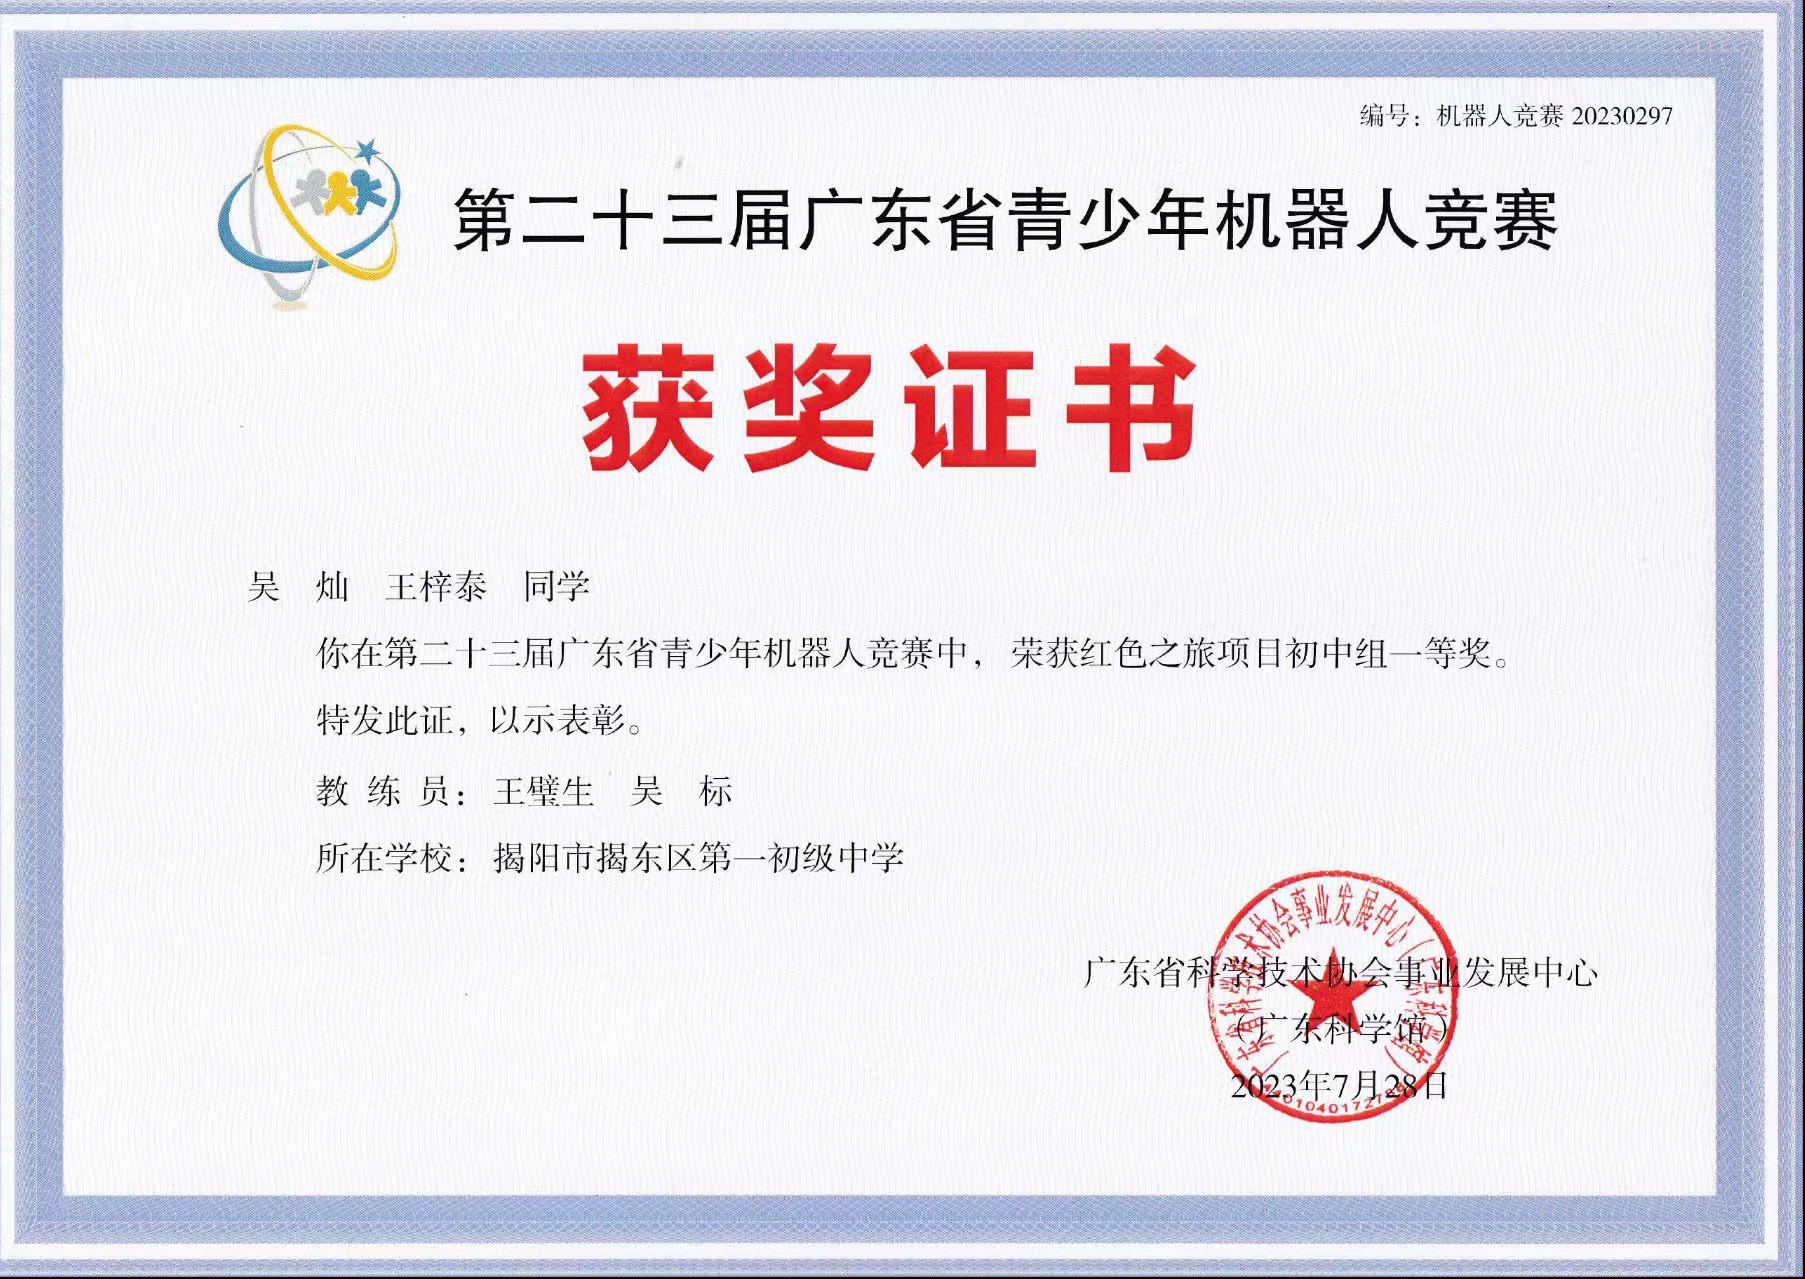 编号：机器人竞赛 20230297
第二十三届广东省青少年机器人竞赛
获奖证书
吴　灿　王梓泰　同学
你在第二十三届广东省青少年机器人竞赛中，荣获红色之旅项目初中组一等奖。
特发此证，以示表彰。
教 练 员：王璧生　吴　标
所在学校：揭阳市揭东区第一初级中学
广东省科学技术协会事业发展中心
（广东科学馆）
2023年7月28日
广东省科学技术协会事业发展中心（广东科学馆）